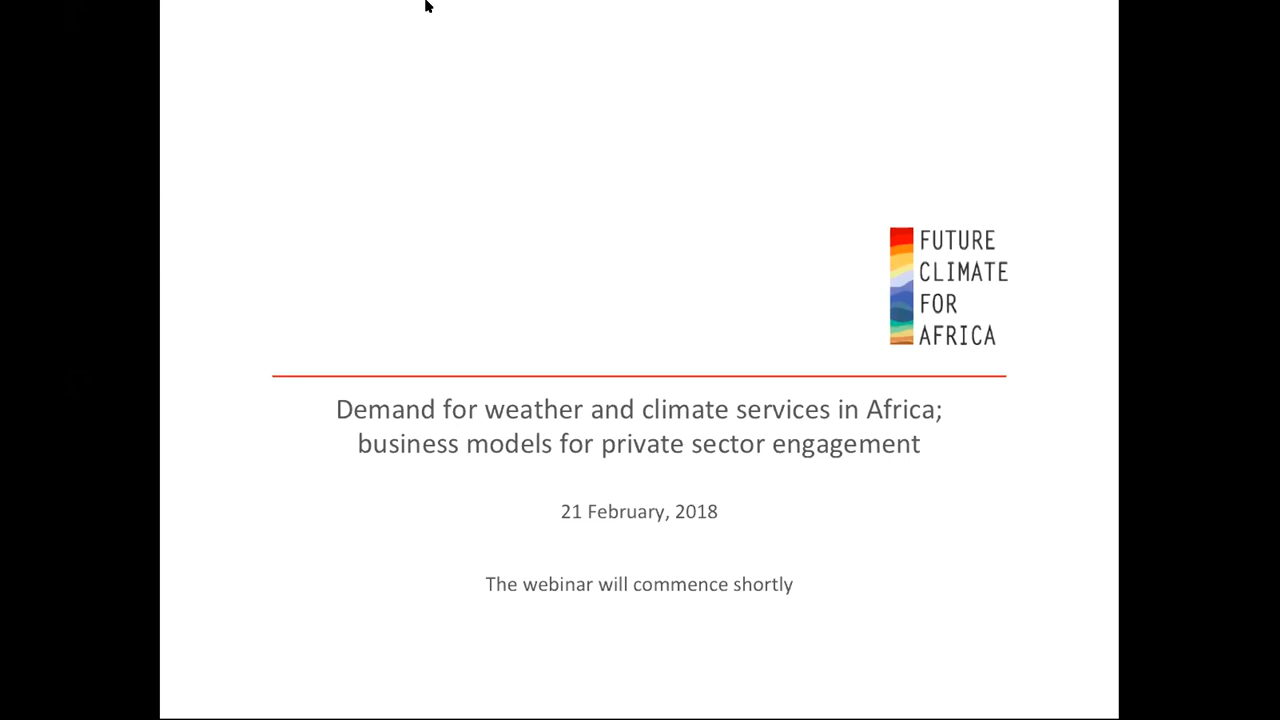 FUTURE
CLIMATE
FOR
AFRICA
Demand for weather and climate services in Africa;
business models for private sector engagement
21 February, 2018
The webinar will commence shortly